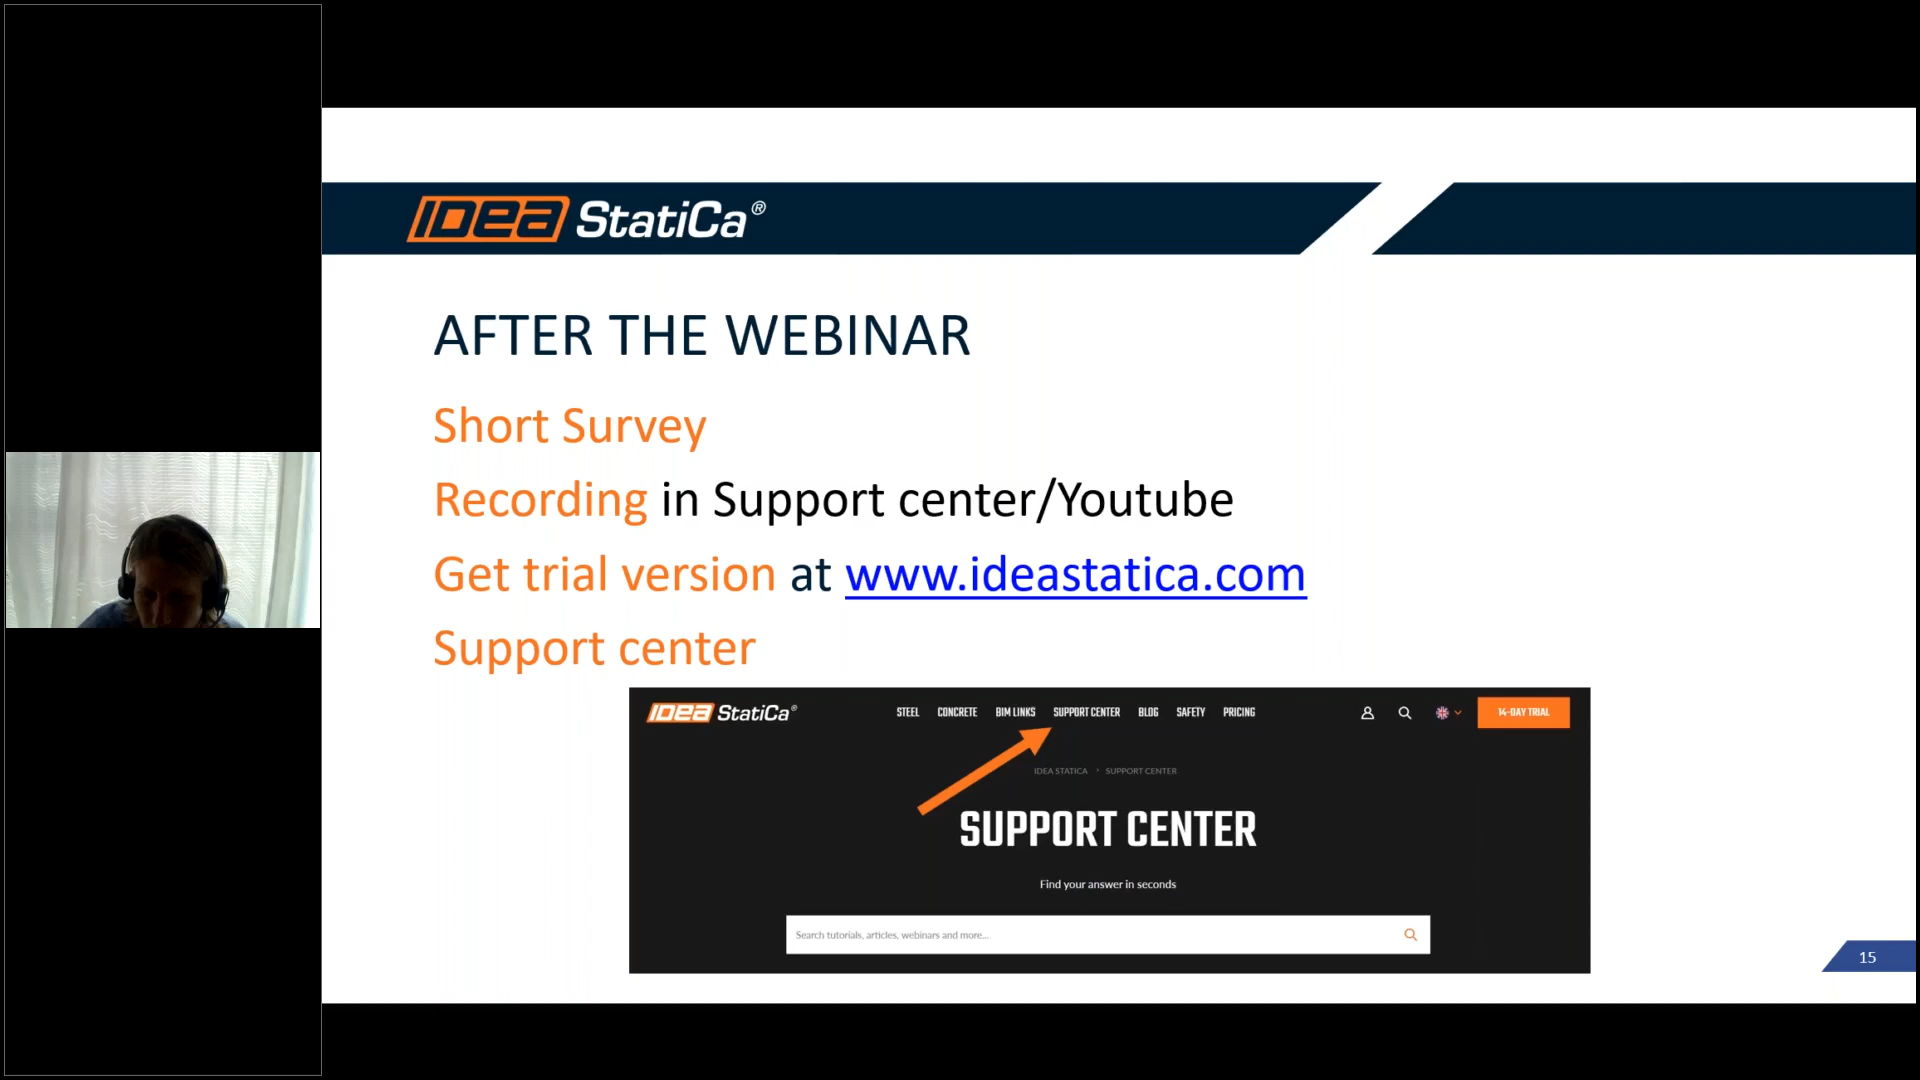 IDEA StatiCa®
AFTER THE WEBINAR
Short Survey
Recording in Support center/Youtube
Get trial version at www.ideastatica.com
Support center
IDEA StatiCa®
STEEL CONCRETE BIM LINKS SUPPORT CENTER BLOG SAFETY PRICING 14-DAY TRIAL
IDEA STATICA › SUPPORT CENTER
SUPPORT CENTER
Find your answer in seconds
Search tutorials, articles, webinars and more...
15